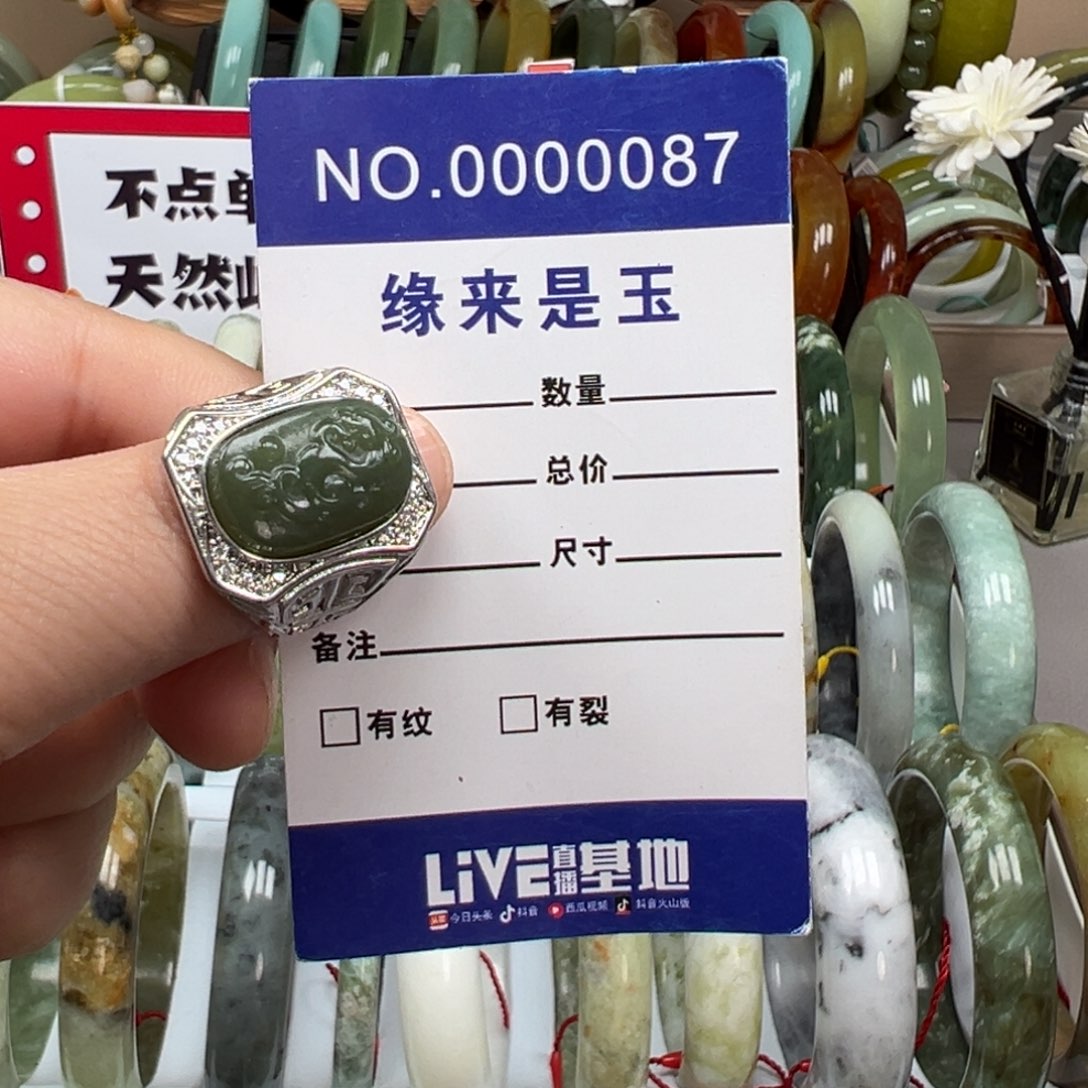 不点单
天然
NO.0000087
缘来是玉
数量
总价
尺寸
备注
有纹 有裂
LiVE直播基地
今日头条 抖音 西瓜视频 抖音火山版